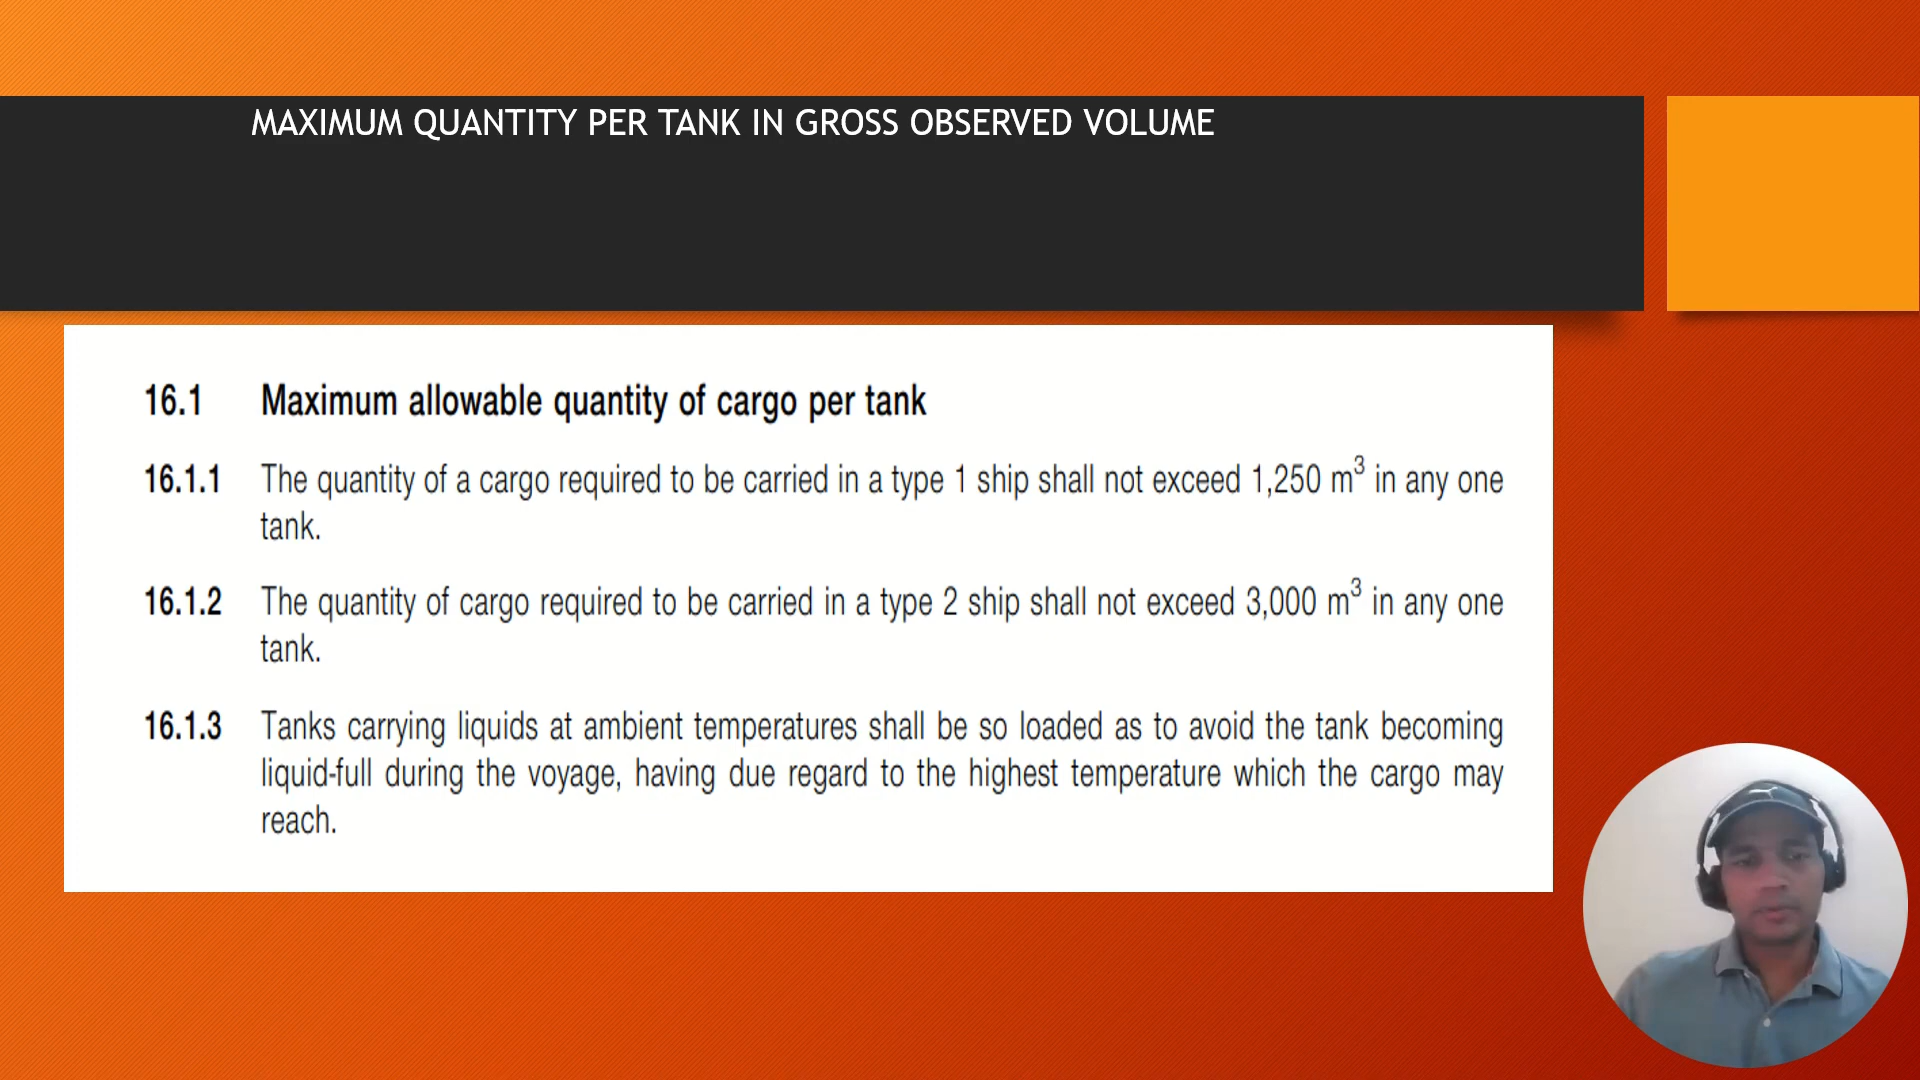 MAXIMUM QUANTITY PER TANK IN GROSS OBSERVED VOLUME
16.1 Maximum allowable quantity of cargo per tank
16.1.1 The quantity of a cargo required to be carried in a type 1 ship shall not exceed 1,250 m³ in any one
tank.
16.1.2 The quantity of cargo required to be carried in a type 2 ship shall not exceed 3,000 m³ in any one
tank.
16.1.3 Tanks carrying liquids at ambient temperatures shall be so loaded as to avoid the tank becoming
liquid-full during the voyage, having due regard to the highest temperature which the cargo may
reach.